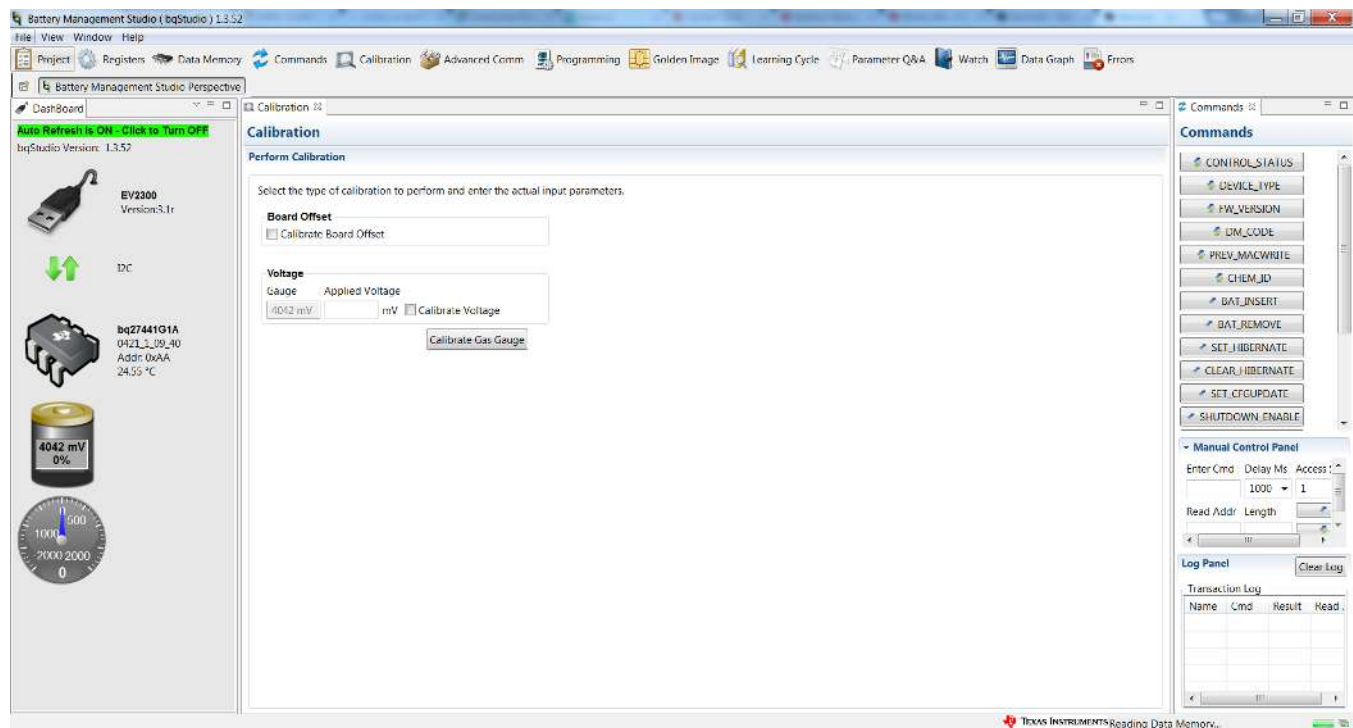 Battery Management Studio ( bqStudio ) 1.3.52
File View Window Help
Project Registers Data Memory Commands Calibration Advanced Comm Programming Golden Image Learning Cycle Parameter Q&A Watch Data Graph Errors
Battery Management Studio Perspective
DashBoard
Auto Refresh is ON - Click to Turn OFF
bqStudio Version: 1.3.52
EV2300
Version:3.1r
I2C
bq27441G1A
0421_1_09_40
Addr: 0xAA
24.55 °C
4042 mV
0%
500
1000
2000 2000
0
Calibration
Calibration
Perform Calibration
Select the type of calibration to perform and enter the actual input parameters.
Board Offset
Calibrate Board Offset
Voltage
Gauge Applied Voltage
4042 mV mV Calibrate Voltage
Calibrate Gas Gauge
Commands
Commands
CONTROL_STATUS
DEVICE_TYPE
FW_VERSION
DM_CODE
PREV_MACWRITE
CHEM_ID
BAT_INSERT
BAT_REMOVE
SET_HIBERNATE
CLEAR_HIBERNATE
SET_CFGUPDATE
SHUTDOWN_ENABLE
Manual Control Panel
Enter Cmd Delay Ms Access
1000 1
Read Addr Length
Log Panel Clear Log
Transaction Log
Name Cmd Result Read
TEXAS INSTRUMENTS Reading Data Memory...